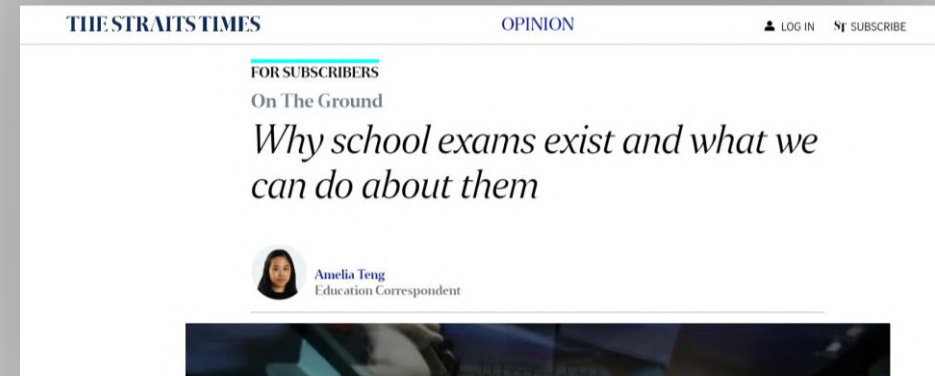 THE STRAITS TIMES OPINION LOG IN ST SUBSCRIBE
FOR SUBSCRIBERS
On The Ground
Why school exams exist and what we
can do about them
Amelia Teng
Education Correspondent